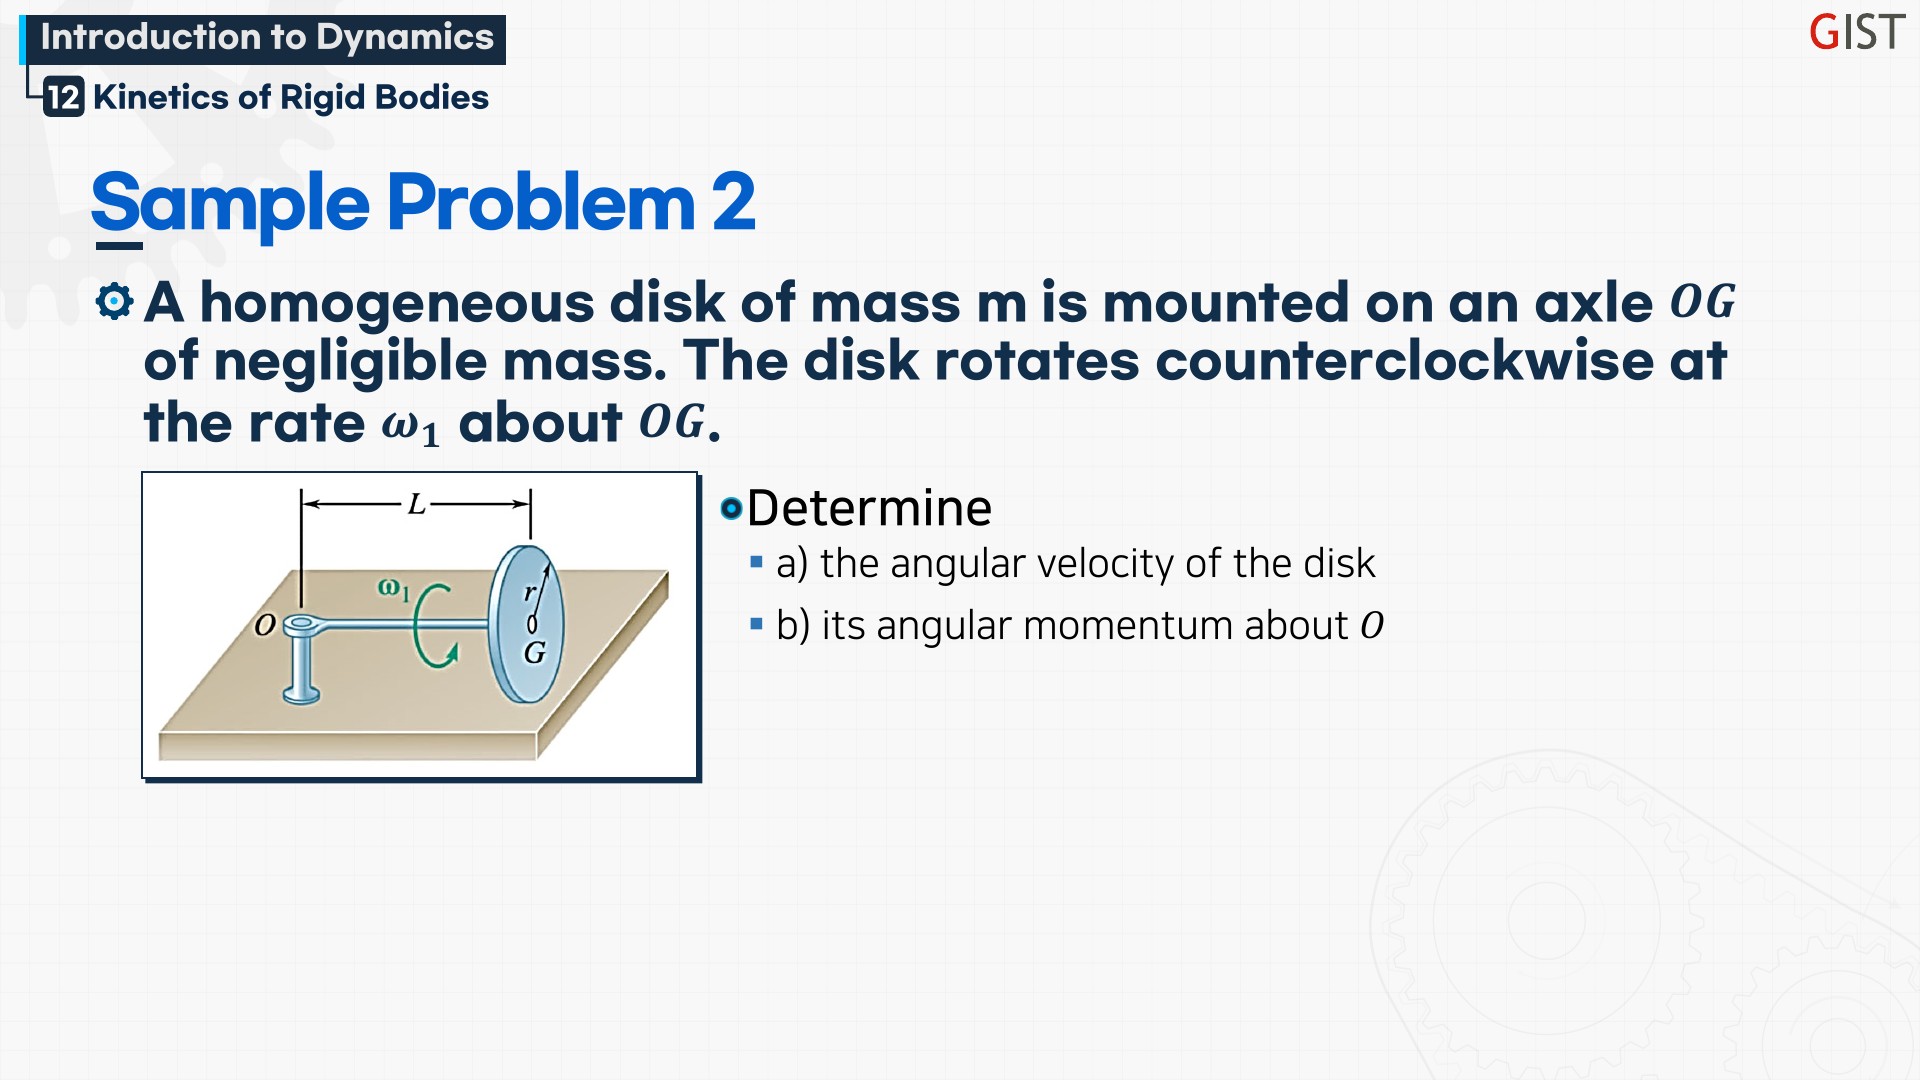 Introduction to Dynamics
GIST
12 Kinetics of Rigid Bodies
Sample Problem 2
A homogeneous disk of mass m is mounted on an axle OG
of negligible mass. The disk rotates counterclockwise at
the rate ω₁ about OG.
L
ω₁
r
O
G
Determine
a) the angular velocity of the disk
b) its angular momentum about O